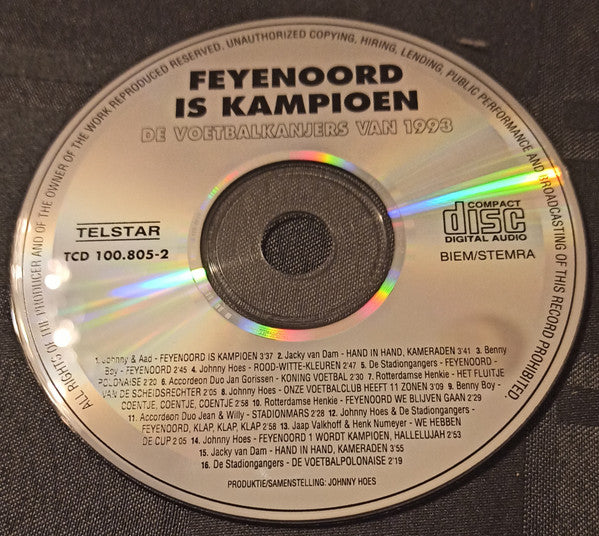 ALL RIGHTS OF THE PRODUCER AND OF THE OWNER OF THE WORK REPRODUCED RESERVED. UNAUTHORIZED COPYING, HIRING, LENDING, PUBLIC PERFORMANCE AND BROADCASTING OF THIS RECORD PROHIBITED.
FEYENOORD
IS KAMPIOEN
DE VOETBALKANJERS VAN 1993
TELSTAR
TCD 100.805-2
COMPACT
disc
DIGITAL AUDIO
BIEM/STEMRA
1. Johnny & Aad - FEYENOORD IS KAMPIOEN 3'37 2. Jacky van Dam - HAND IN HAND, KAMERADEN 3'41 3. Benny
Boy - FEYENOORD 2'45 4. Johnny Hoes - ROOD-WITTE-KLEUREN 2'47 5. De Stadiongangers - FEYENOORD -
POLONAISE 2'20 6. Accordeon Duo Jan Gorissen - KONING VOETBAL 2'30 7. Rotterdamse Henkie - HET FLUITJE
VAN DE SCHEIDSRECHTER 2'05 8. Johnny Hoes - ONZE VOETBALCLUB HEEFT 11 ZONEN 3'09 9. Benny Boy -
COENTJE, COENTJE, COENTJE 2'58 10. Rotterdamse Henkie - FEYENOORD WE BLIJVEN GAAN 2'29
11. Accordeon Duo Jean & Willy - STADIONMARS 2'28 12. Johnny Hoes & De Stadiongangers -
FEYENOORD, KLAP, KLAP, KLAP 2'58 13. Jaap Valkhoff & Henk Numeyer - WE HEBBEN
DE CUP 2'05 14. Johnny Hoes - FEYENOORD 1 WORDT KAMPIOEN, HALLELUJAH 2'53
15. Jacky van Dam - HAND IN HAND, KAMERADEN 3'55
16. De Stadiongangers - DE VOETBALPOLONAISE 2'19
PRODUKTIE/SAMENSTELLING: JOHNNY HOES